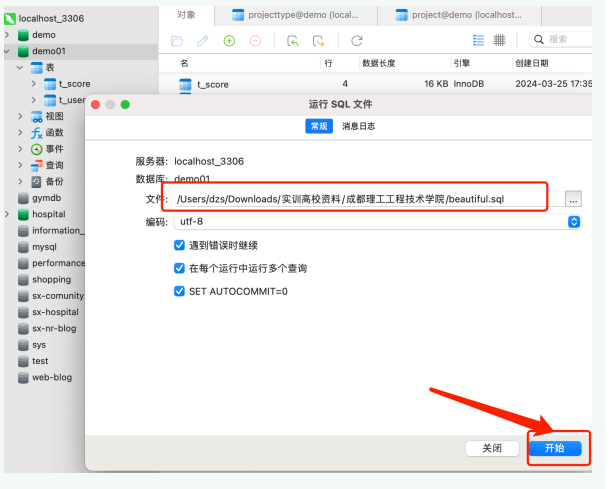 localhost_3306
对象
projecttype@demo (local...
project@demo (localhost...
demo
demo01
搜索
表
名
行
数据长度
引擎
创建日期
t_score
t_score
4
16 KB
InnoDB
2024-03-25 17:35
t_user
运行 SQL 文件
视图
常规
消息日志
函数
fx
事件
查询
服务器:
localhost_3306
备份
数据库:
demo01
gymdb
文件:
/Users/dzs/Downloads/实训高校资料/成都理工工程技术学院/beautiful.sql
...
hospital
编码:
utf-8
information_
遇到错误时继续
mysql
performance
在每个运行中运行多个查询
shopping
SET AUTOCOMMIT=0
sx-comunity
sx-hospital
sx-nr-blog
sys
test
web-blog
关闭
开始